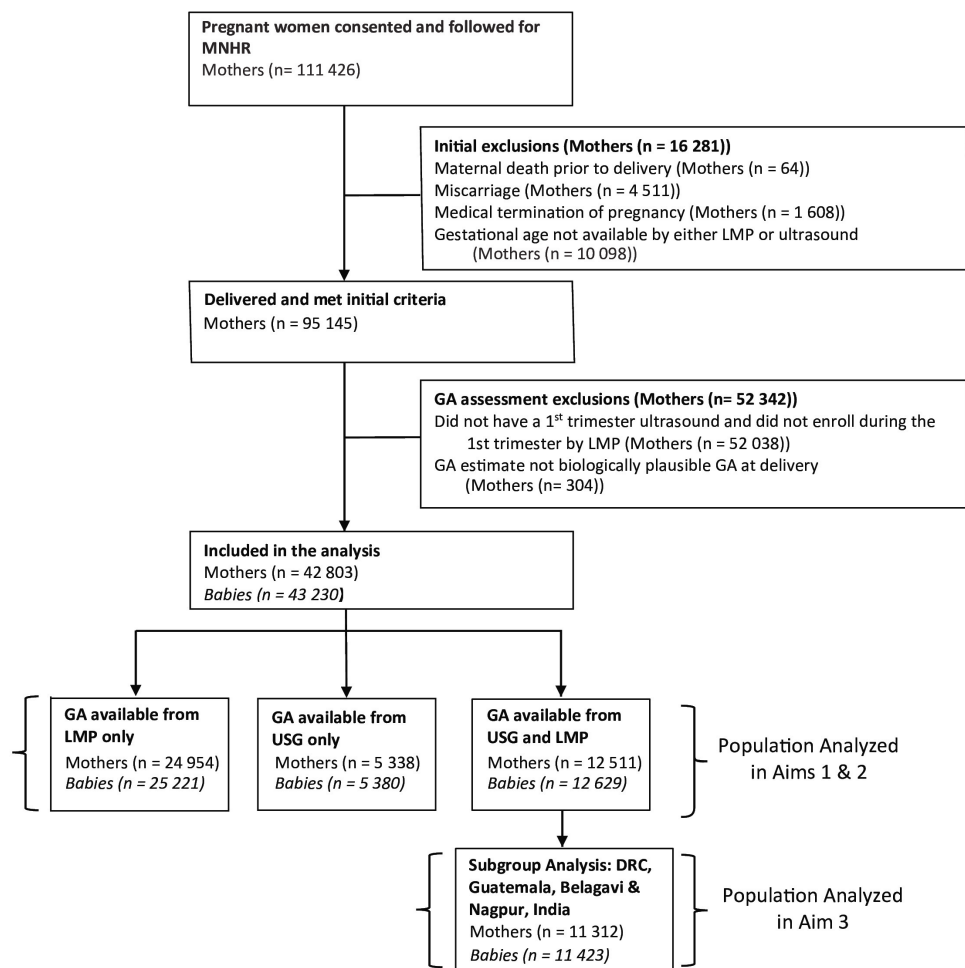 Pregnant women consented and followed for
MNHR
Mothers (n= 111 426)
Initial exclusions (Mothers (n = 16 281))
Maternal death prior to delivery (Mothers (n = 64))
Miscarriage (Mothers (n = 4 511))
Medical termination of pregnancy (Mothers (n = 1 608))
Gestational age not available by either LMP or ultrasound
(Mothers (n = 10 098))
Delivered and met initial criteria
Mothers (n = 95 145)
GA assessment exclusions (Mothers (n= 52 342))
Did not have a 1st trimester ultrasound and did not enroll during the
1st trimester by LMP (Mothers (n = 52 038))
GA estimate not biologically plausible GA at delivery
(Mothers (n= 304))
Included in the analysis
Mothers (n = 42 803)
Babies (n = 43 230)
GA available from
LMP only
Mothers (n = 24 954)
Babies (n = 25 221)
GA available from
USG only
Mothers (n = 5 338)
Babies (n = 5 380)
GA available from
USG and LMP
Mothers (n = 12 511)
Babies (n = 12 629)
Population Analyzed
in Aims 1 & 2
Subgroup Analysis: DRC,
Guatemala, Belagavi &
Nagpur, India
Mothers (n = 11 312)
Babies (n = 11 423)
Population Analyzed
in Aim 3